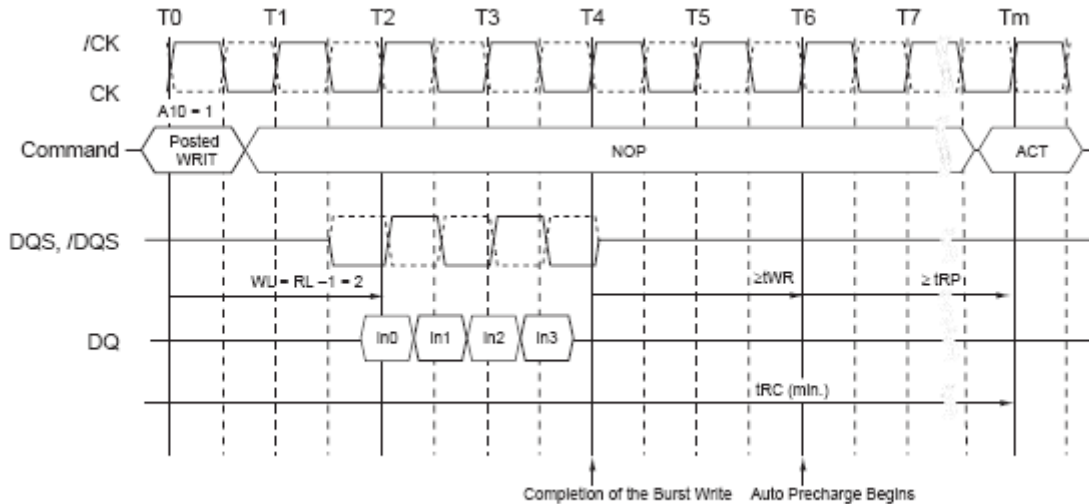 T0 T1 T2 T3 T4 T5 T6 T7 Tm
/CK
CK
A10 = 1
Command
Posted
WRIT
NOP
ACT
DQS, /DQS
WL = RL –1 = 2
≥tWR
≥ tRP
DQ
In0
In1
In2
In3
tRC (min.)
Completion of the Burst Write
Auto Precharge Begins